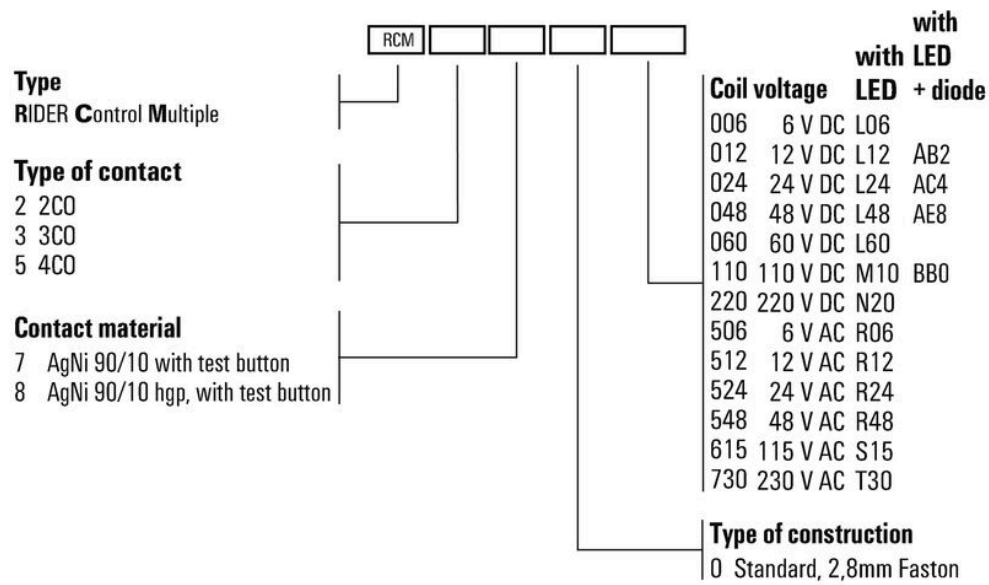 RCM
Type
RIDER Control Multiple
Type of contact
2 2CO
3 3CO
5 4CO
Contact material
7 AgNi 90/10 with test button
8 AgNi 90/10 hgp, with test button
with
with LED
Coil voltage LED + diode
006 6 V DC L06
012 12 V DC L12 AB2
024 24 V DC L24 AC4
048 48 V DC L48 AE8
060 60 V DC L60
110 110 V DC M10 BB0
220 220 V DC N20
506 6 V AC R06
512 12 V AC R12
524 24 V AC R24
548 48 V AC R48
615 115 V AC S15
730 230 V AC T30
Type of construction
0 Standard, 2,8mm Faston